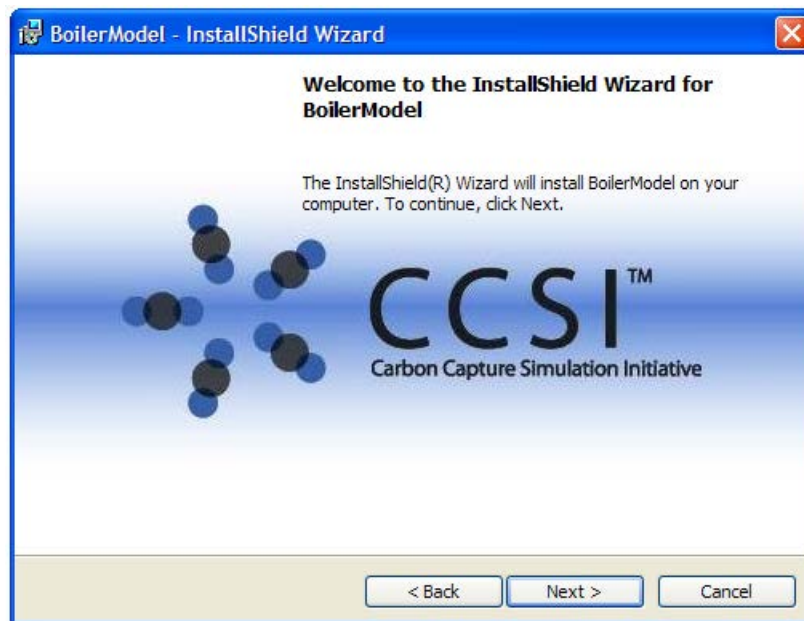 BoilerModel - InstallShield Wizard
Welcome to the InstallShield Wizard for
BoilerModel
The InstallShield(R) Wizard will install BoilerModel on your
computer. To continue, click Next.
CCSI™
Carbon Capture Simulation Initiative
< Back
Next >
Cancel